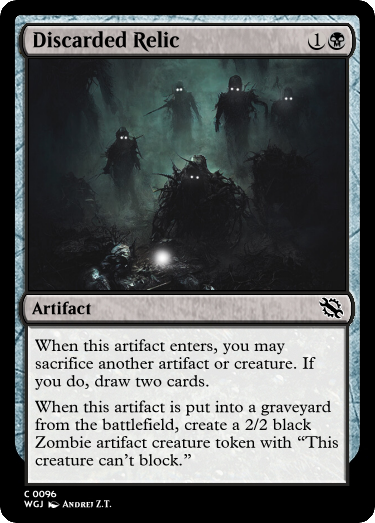 Discarded Relic 1
Artifact
When this artifact enters, you may
sacrifice another artifact or creature. If
you do, draw two cards.
When this artifact is put into a graveyard
from the battlefield, create a 2/2 black
Zombie artifact creature token with “This
creature can’t block.”
C 0096
WGJ Andrei Z.T.